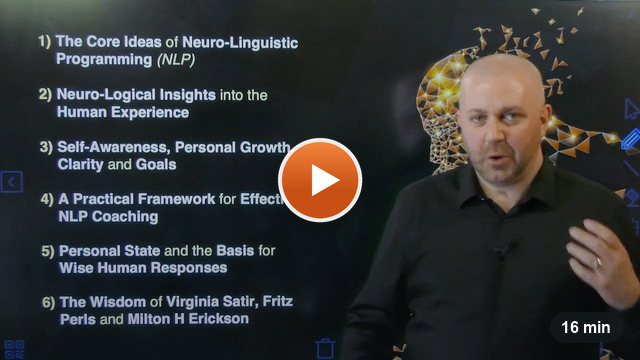 1) The Core Ideas of Neuro-Linguistic
Programming (NLP)
2) Neuro-Logical Insights into the
Human Experience
3) Self-Awareness, Personal Growth,
Clarity and Goals
4) A Practical Framework for
NLP Coaching
5) Personal State and the Basis for
Wise Human Responses
6) The Wisdom of Virginia Satir, Fritz
Perls and Milton H Erickson
16 min